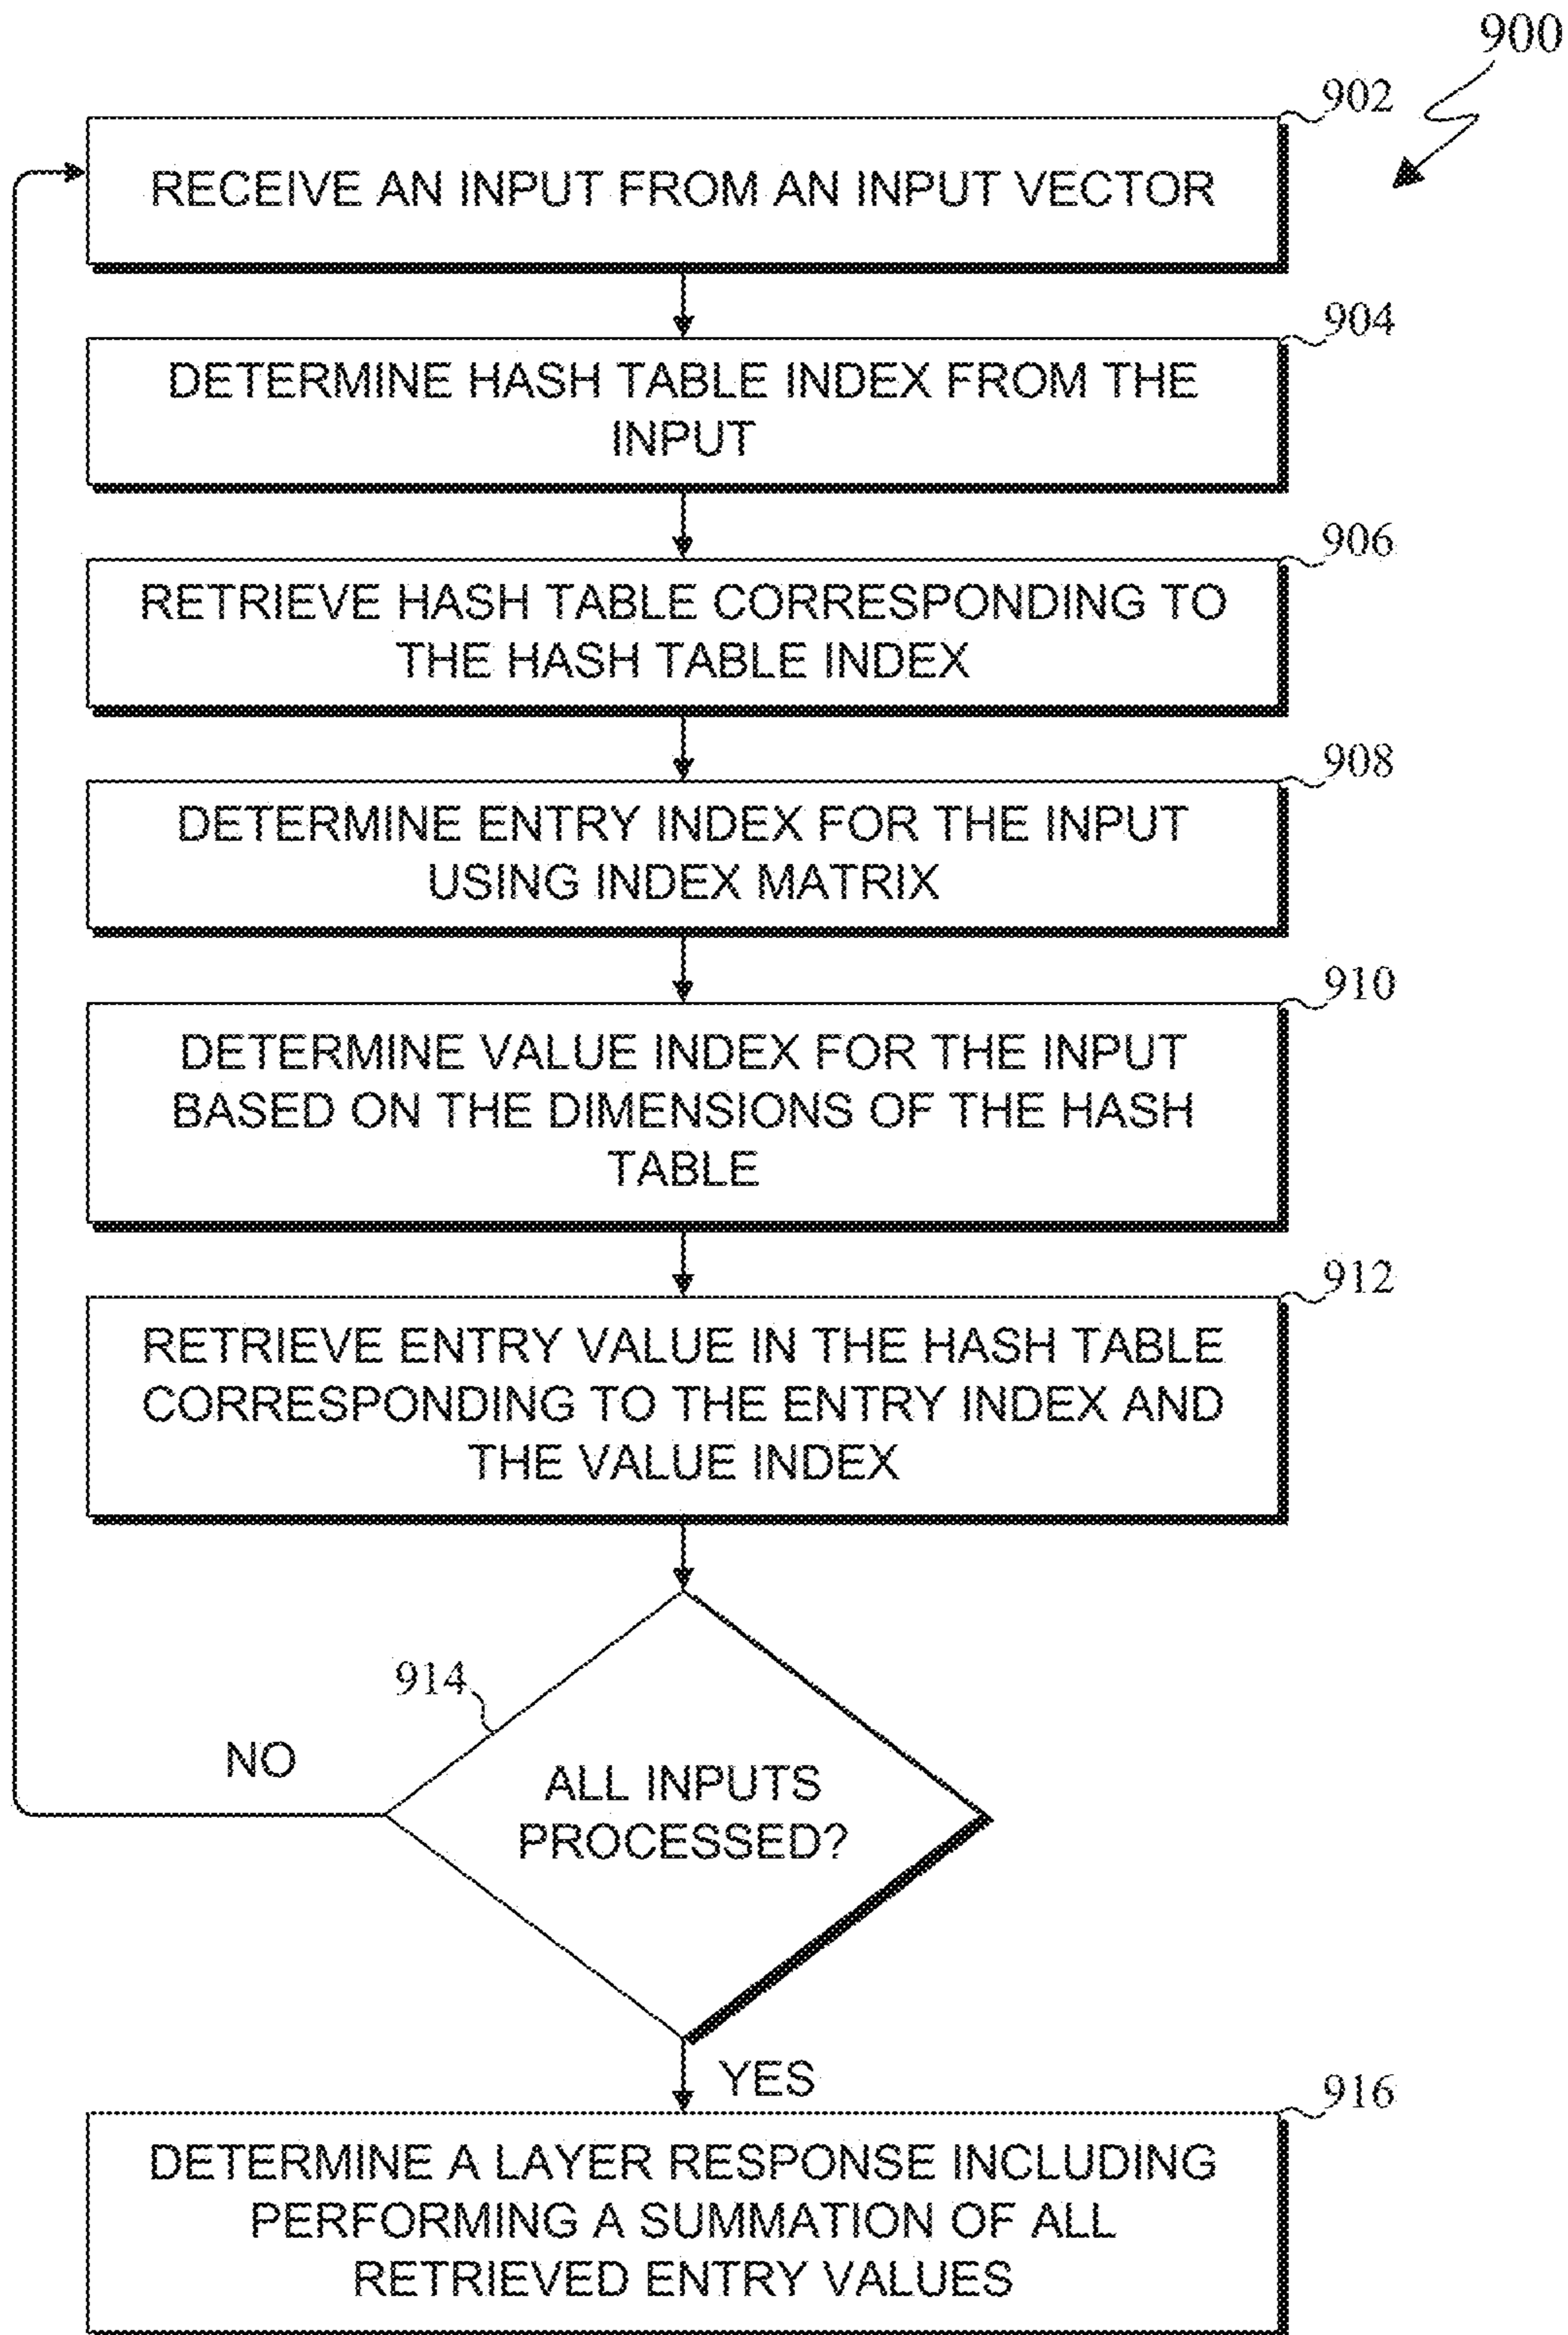 900
902
RECEIVE AN INPUT FROM AN INPUT VECTOR
904
DETERMINE HASH TABLE INDEX FROM THE
INPUT
906
RETRIEVE HASH TABLE CORRESPONDING TO
THE HASH TABLE INDEX
908
DETERMINE ENTRY INDEX FOR THE INPUT
USING INDEX MATRIX
910
DETERMINE VALUE INDEX FOR THE INPUT
BASED ON THE DIMENSIONS OF THE HASH
TABLE
912
RETRIEVE ENTRY VALUE IN THE HASH TABLE
CORRESPONDING TO THE ENTRY INDEX AND
THE VALUE INDEX
914
NO
ALL INPUTS
PROCESSED?
YES
916
DETERMINE A LAYER RESPONSE INCLUDING
PERFORMING A SUMMATION OF ALL
RETRIEVED ENTRY VALUES